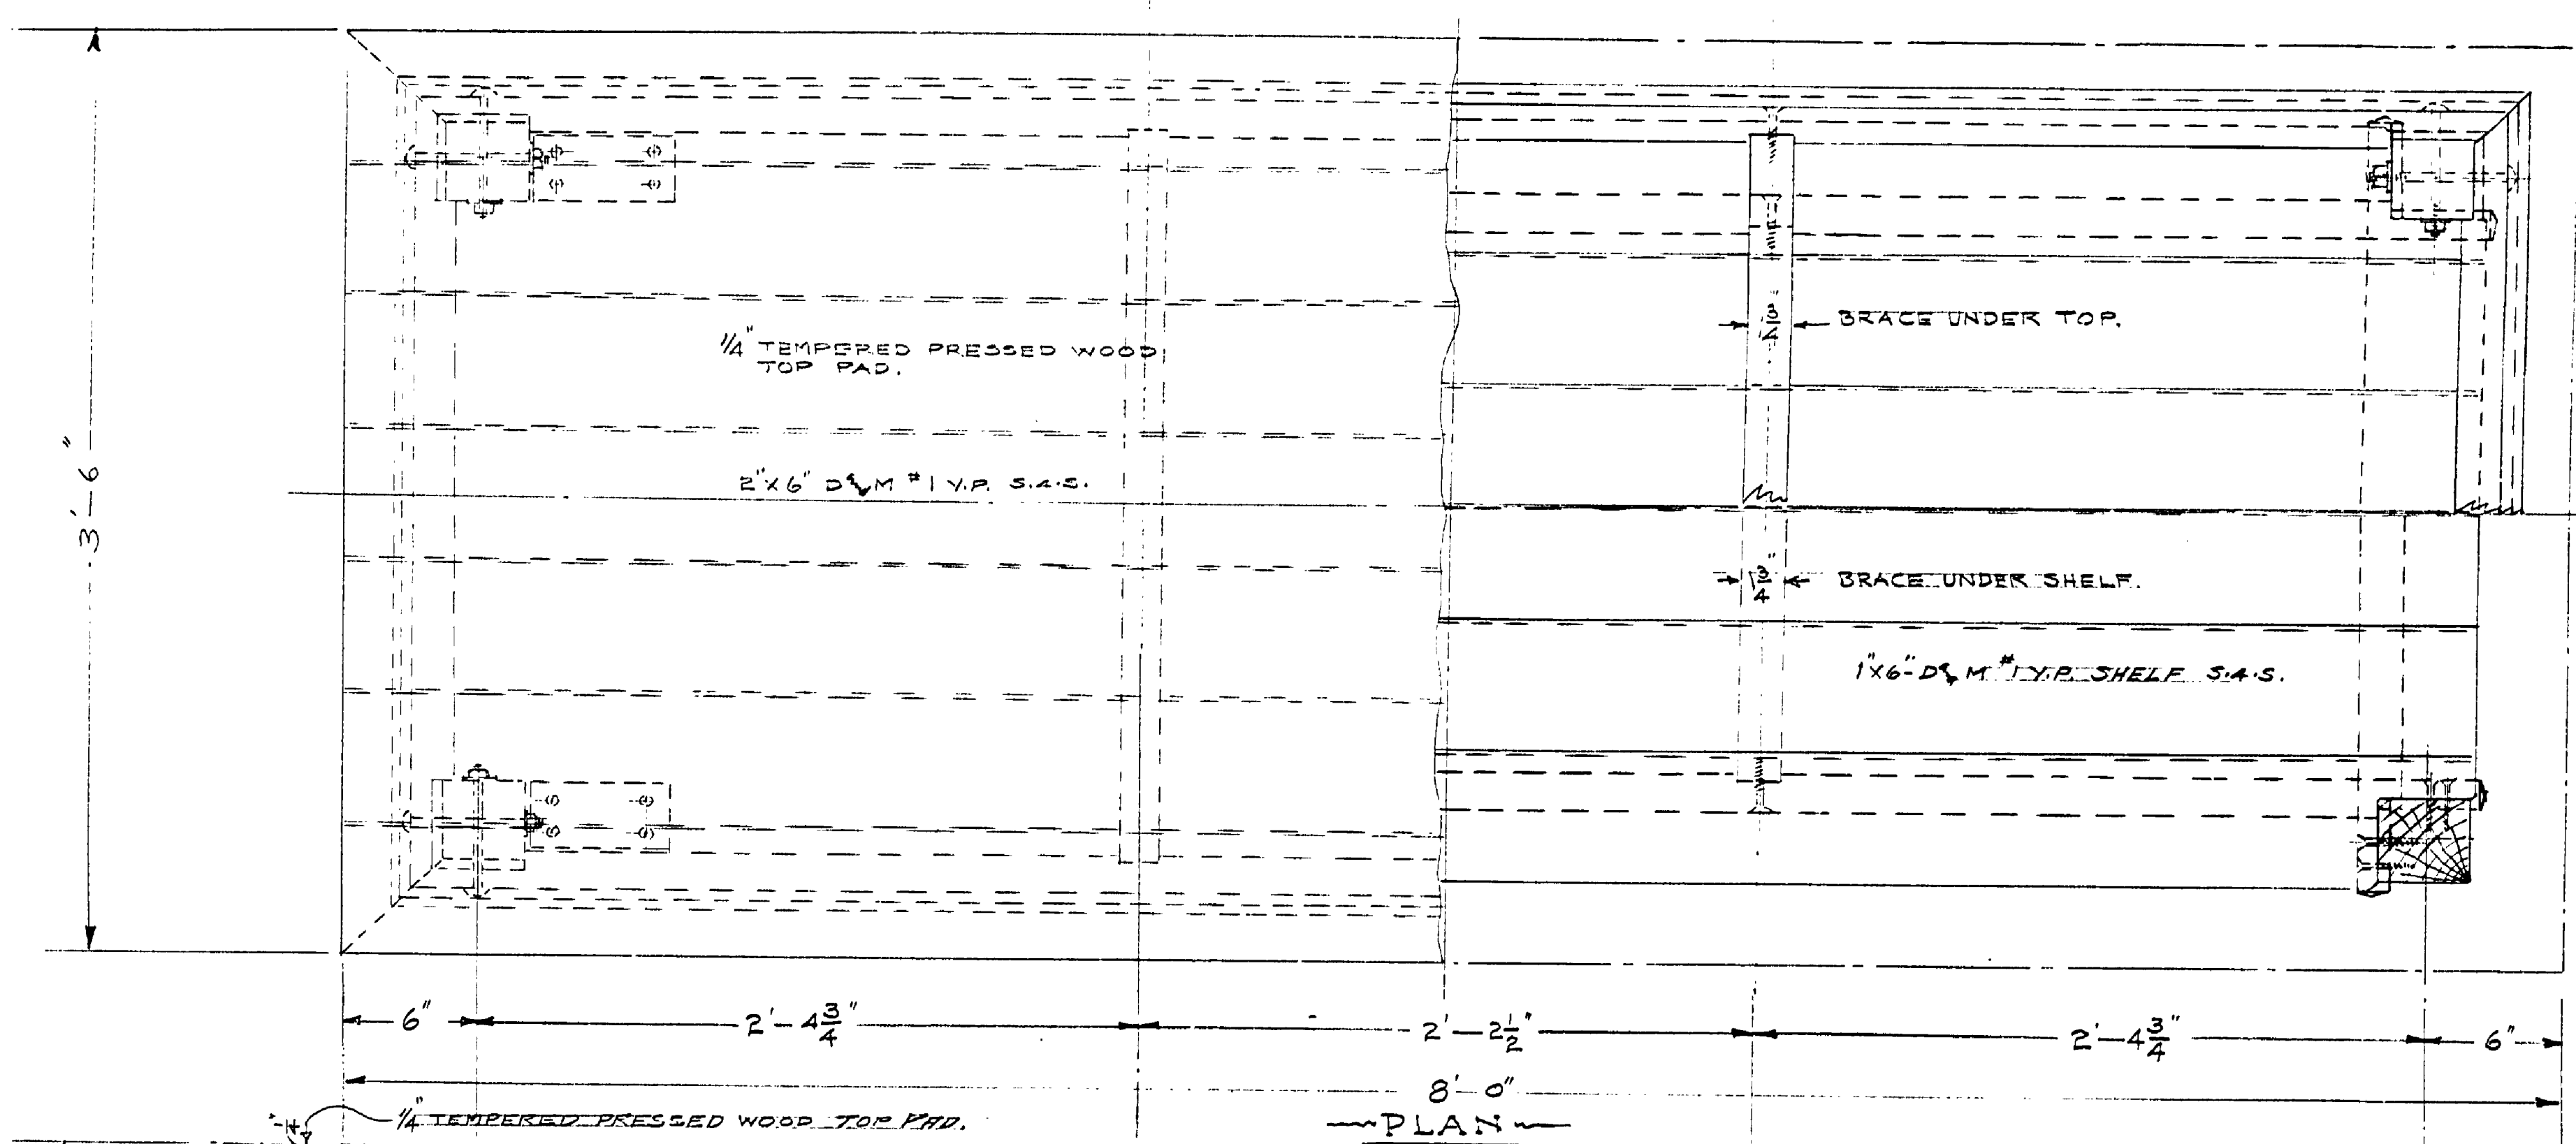 3'-6"
1/4" TEMPERED PRESSED WOOD
TOP PAD.
2"X6" D&M #1 Y.P. S.4.S.
BRACE UNDER TOP.
1 3/4" BRACE UNDER SHELF.
1"X6" D&M #1 Y.P. SHELF S.4.S.
6" 2'-4 3/4" 2'-2 1/2" 2'-4 3/4" 6"
8'-0"
1/4" TEMPERED PRESSED WOOD TOP PAD.
PLAN